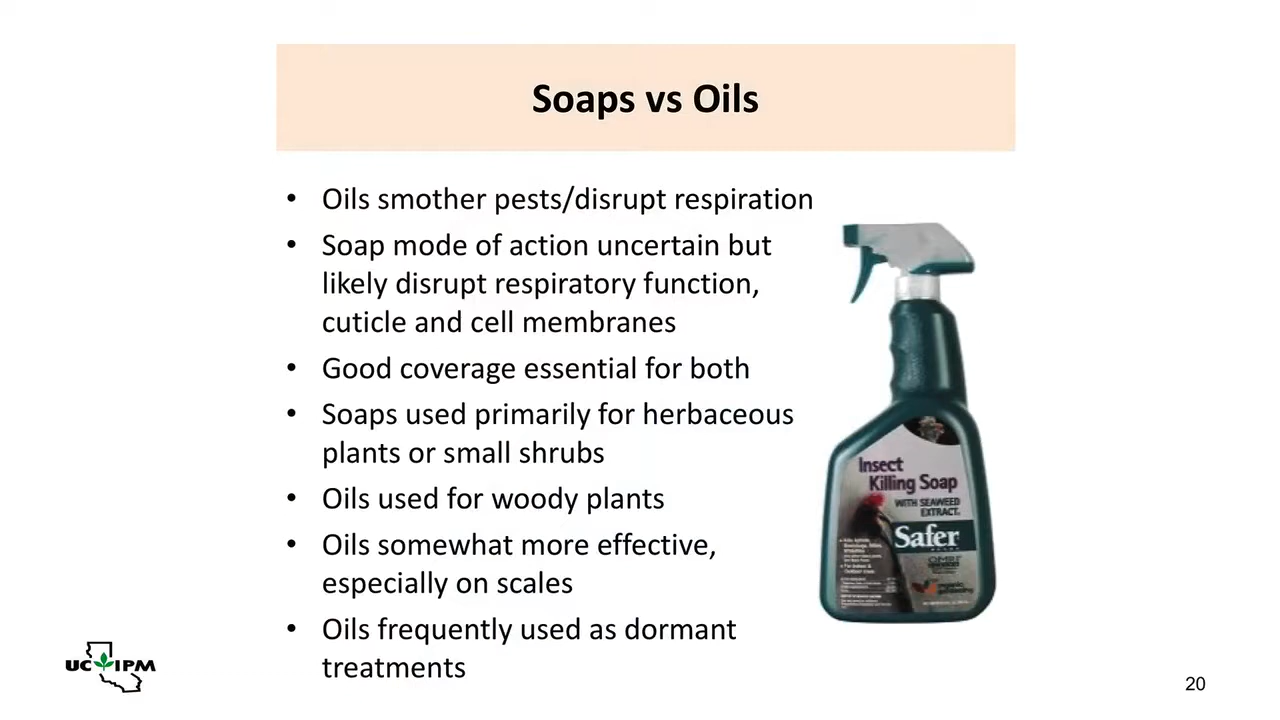 Soaps vs Oils
• Oils smother pests/disrupt respiration
• Soap mode of action uncertain but
likely disrupt respiratory function,
cuticle and cell membranes
• Good coverage essential for both
• Soaps used primarily for herbaceous
plants or small shrubs
• Oils used for woody plants
• Oils somewhat more effective,
especially on scales
• Oils frequently used as dormant
treatments
Insect
Killing Soap
WITH SEAWEED
EXTRACT.
Safer
OMRI
organic
gardening
UC IPM
20